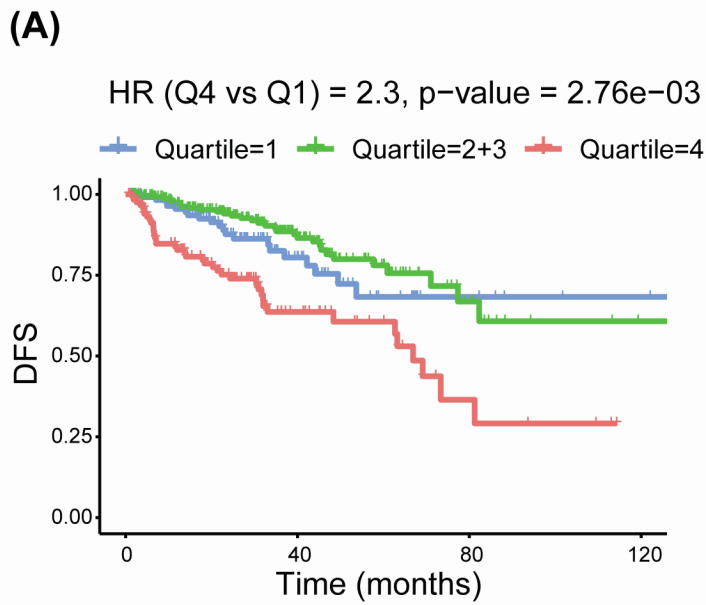 (A)
HR (Q4 vs Q1) = 2.3, p−value = 2.76e−03
Quartile=1 Quartile=2+3 Quartile=4
1.00
0.75
0.50
0.25
0.00
DFS
0 40 80 120
Time (months)